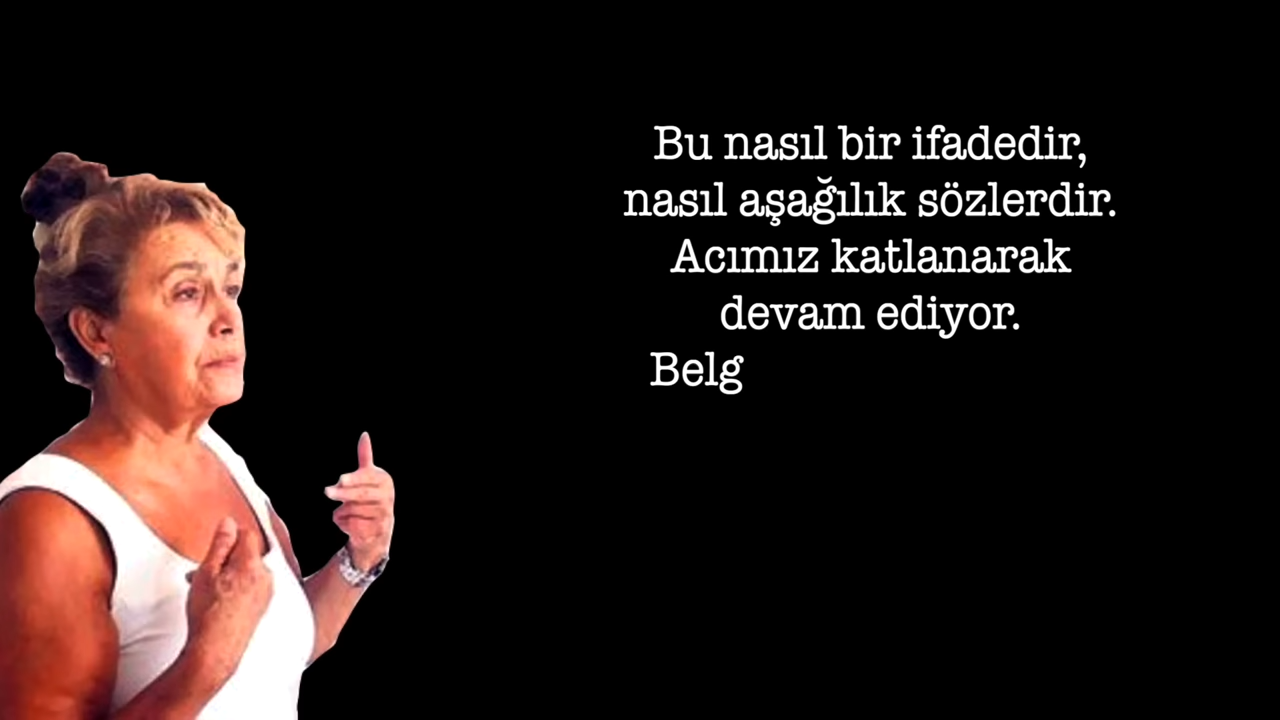 Bu nasıl bir ifadedir,
nasıl aşağılık sözlerdir.
Acımız katlanarak
devam ediyor.
Belg